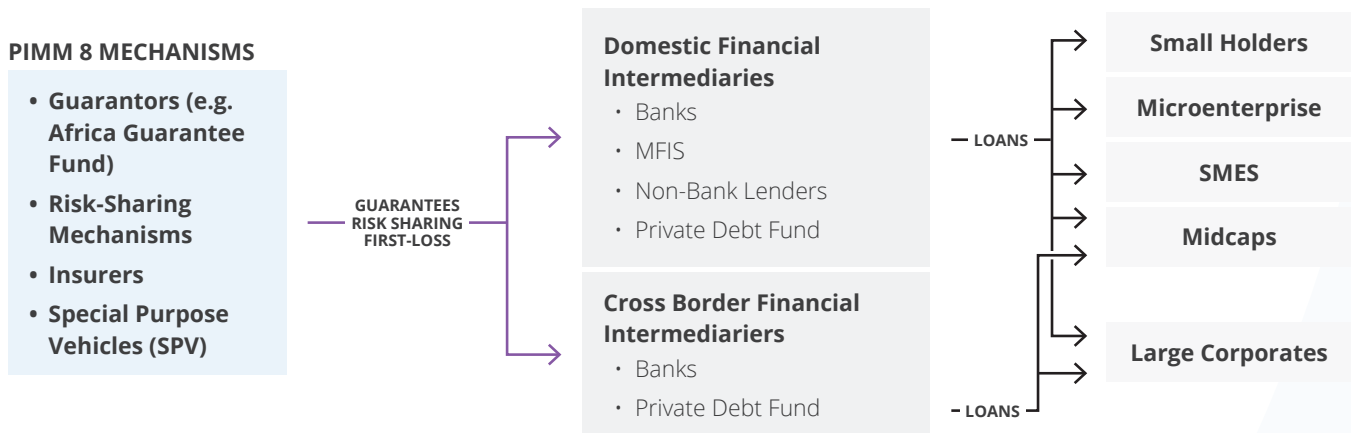 PIMM 8 MECHANISMS
• Guarantors (e.g.
Africa Guarantee
Fund)
• Risk-Sharing
Mechanisms
• Insurers
• Special Purpose
Vehicles (SPV)
GUARANTEES
RISK SHARING
FIRST-LOSS
Domestic Financial
Intermediaries
• Banks
• MFIS
• Non-Bank Lenders
• Private Debt Fund
Cross Border Financial
Intermediariers
• Banks
• Private Debt Fund
LOANS
LOANS
Small Holders
Microenterprise
SMES
Midcaps
Large Corporates